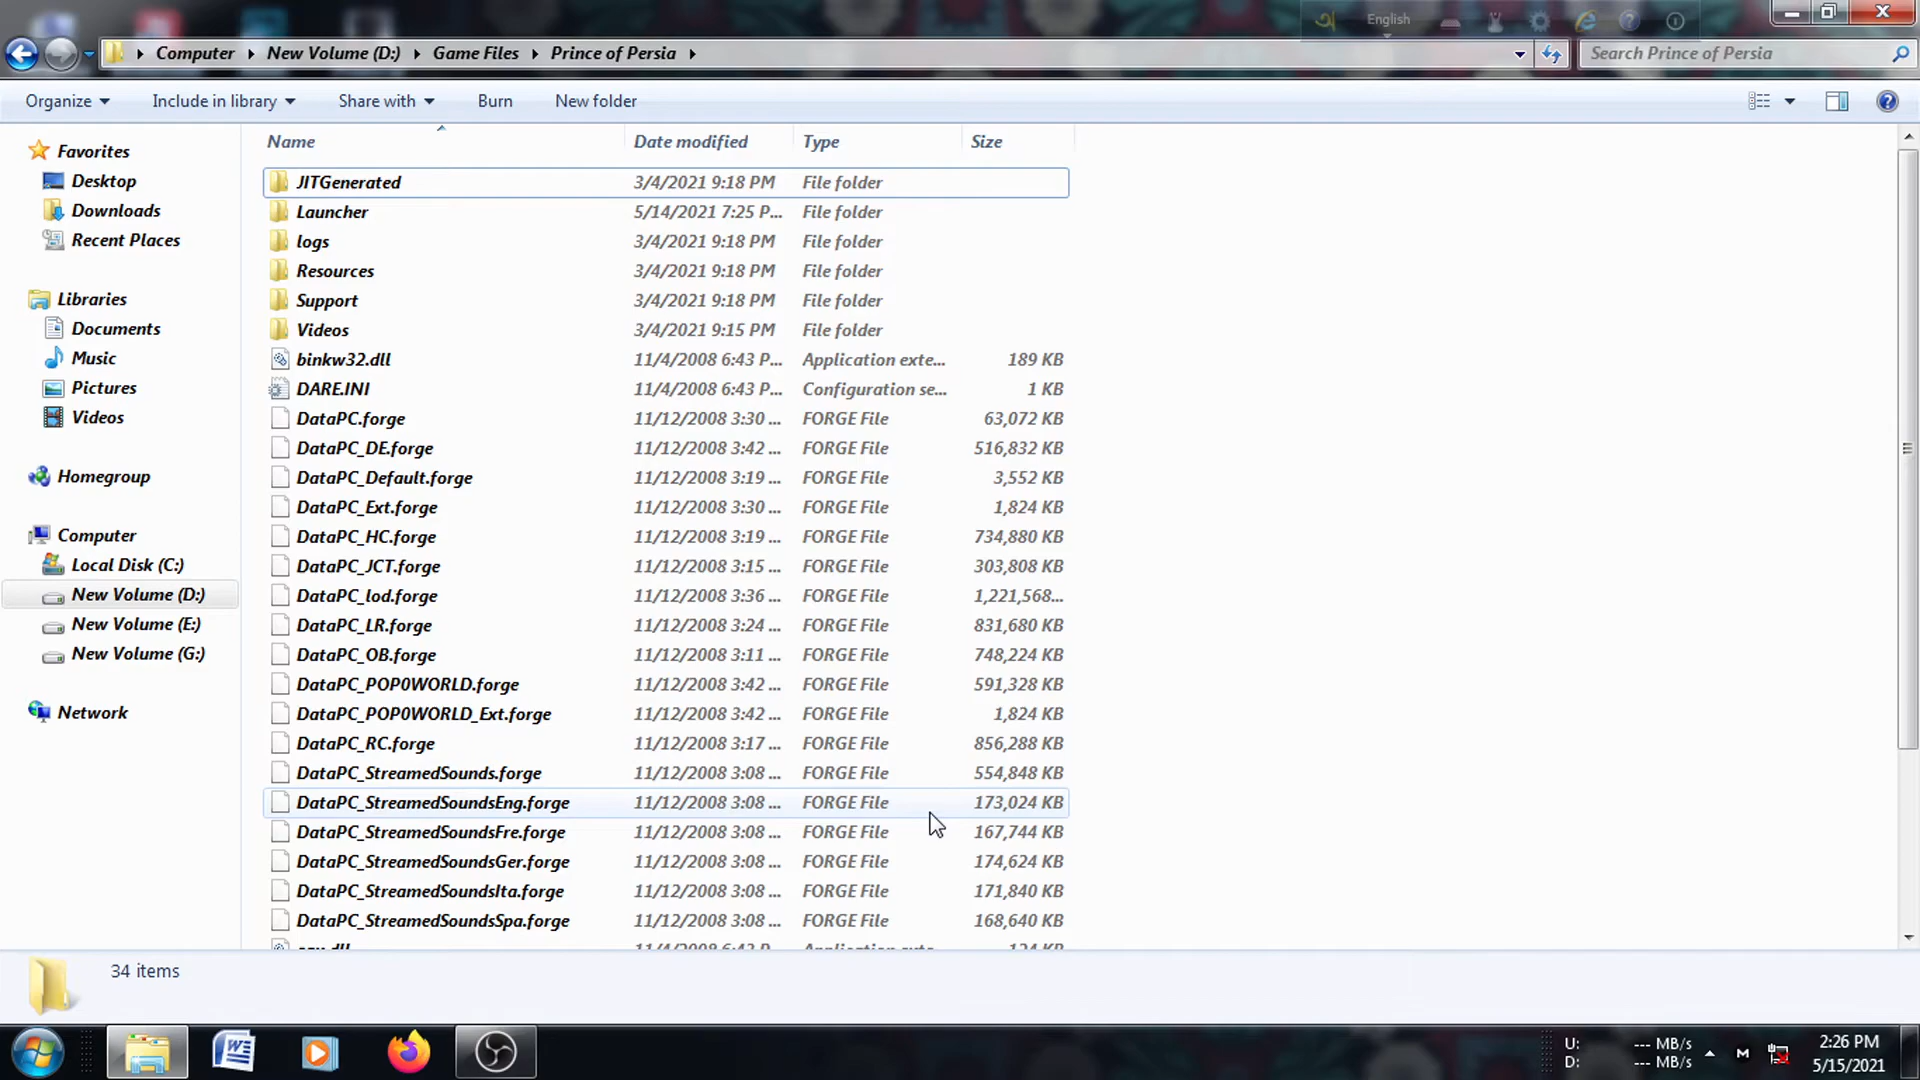 English
Computer New Volume (D:) Game Files Prince of Persia
Search Prince of Persia
Organize Include in library Share with Burn New folder
Name Date modified Type Size
Favorites
Desktop
Downloads
Recent Places
Libraries
Documents
Music
Pictures
Videos
Homegroup
Computer
Local Disk (C:)
New Volume (D:)
New Volume (E:)
New Volume (G:)
Network
JITGenerated 3/4/2021 9:18 PM File folder
Launcher 5/14/2021 7:25 P... File folder
logs 3/4/2021 9:18 PM File folder
Resources 3/4/2021 9:18 PM File folder
Support 3/4/2021 9:18 PM File folder
Videos 3/4/2021 9:15 PM File folder
binkw32.dll 11/4/2008 6:43 P... Application exte... 189 KB
DARE.INI 11/4/2008 6:43 P... Configuration se... 1 KB
DataPC.forge 11/12/2008 3:30 ... FORGE File 63,072 KB
DataPC_DE.forge 11/12/2008 3:42 ... FORGE File 516,832 KB
DataPC_Default.forge 11/12/2008 3:19 ... FORGE File 3,552 KB
DataPC_Ext.forge 11/12/2008 3:30 ... FORGE File 1,824 KB
DataPC_HC.forge 11/12/2008 3:19 ... FORGE File 734,880 KB
DataPC_JCT.forge 11/12/2008 3:15 ... FORGE File 303,808 KB
DataPC_lod.forge 11/12/2008 3:36 ... FORGE File 1,221,568...
DataPC_LR.forge 11/12/2008 3:24 ... FORGE File 831,680 KB
DataPC_OB.forge 11/12/2008 3:11 ... FORGE File 748,224 KB
DataPC_POP0WORLD.forge 11/12/2008 3:42 ... FORGE File 591,328 KB
DataPC_POP0WORLD_Ext.forge 11/12/2008 3:42 ... FORGE File 1,824 KB
DataPC_RC.forge 11/12/2008 3:17 ... FORGE File 856,288 KB
DataPC_StreamedSounds.forge 11/12/2008 3:08 ... FORGE File 554,848 KB
DataPC_StreamedSoundsEng.forge 11/12/2008 3:08 ... FORGE File 173,024 KB
DataPC_StreamedSoundsFre.forge 11/12/2008 3:08 ... FORGE File 167,744 KB
DataPC_StreamedSoundsGer.forge 11/12/2008 3:08 ... FORGE File 174,624 KB
DataPC_StreamedSoundsIta.forge 11/12/2008 3:08 ... FORGE File 171,840 KB
DataPC_StreamedSoundsSpa.forge 11/12/2008 3:08 ... FORGE File 168,640 KB
34 items
U: --- MB/s
D: --- MB/s
M
2:26 PM
5/15/2021